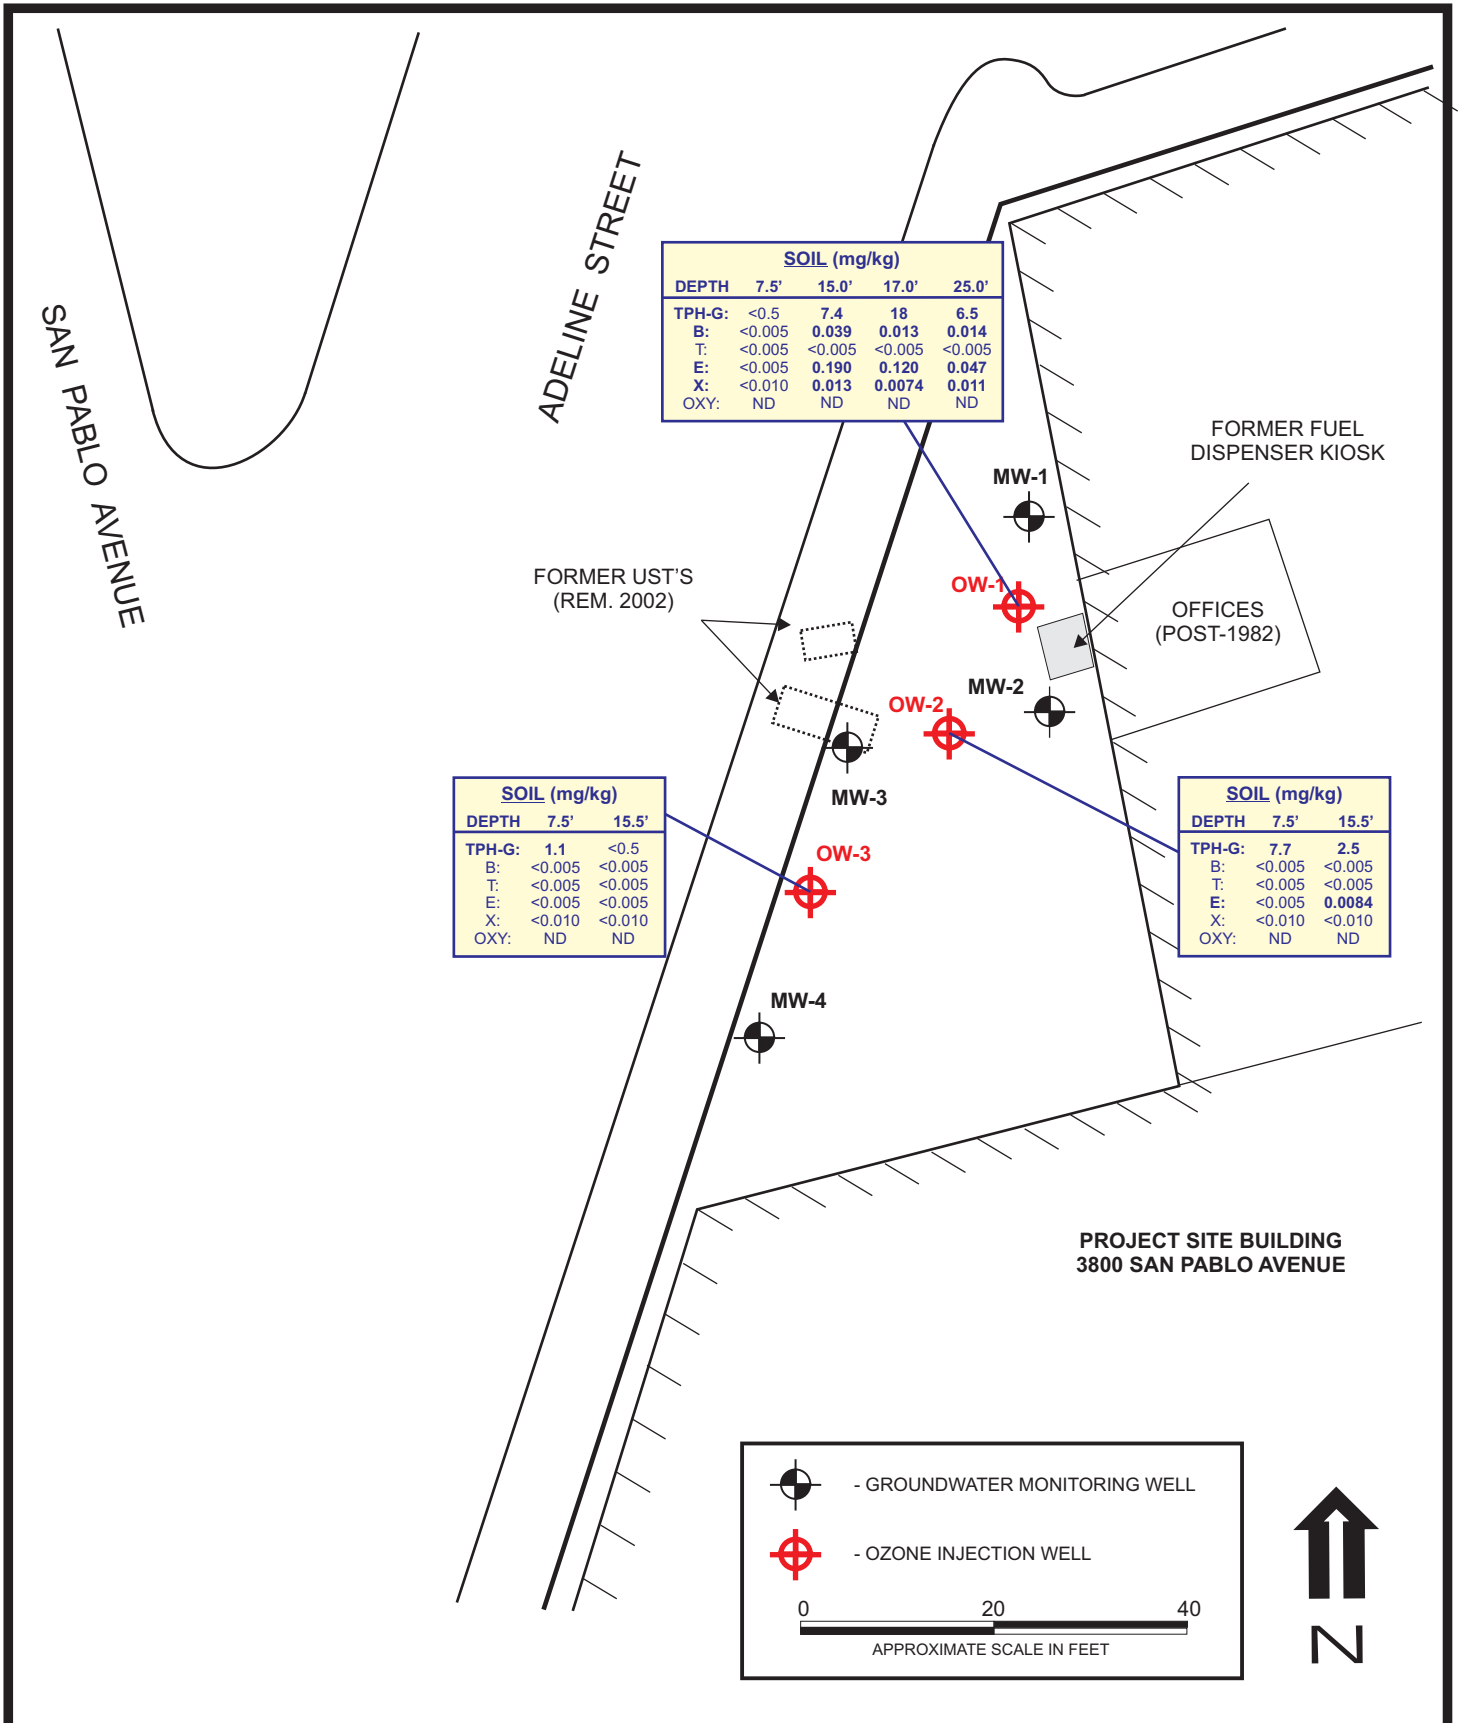 SAN PABLO AVENUE
ADELINE STREET
SOIL (mg/kg)
DEPTH 7.5' 15.0' 17.0' 25.0'
TPH-G: <0.5 7.4 18 6.5
B: <0.005 0.039 0.013 0.014
T: <0.005 <0.005 <0.005 <0.005
E: <0.005 0.190 0.120 0.047
X: <0.010 0.013 0.0074 0.011
OXY: ND ND ND ND
FORMER FUEL
DISPENSER KIOSK
MW-1
FORMER UST'S
(REM. 2002)
OW-1
OFFICES
(POST-1982)
MW-2
OW-2
MW-3
SOIL (mg/kg)
DEPTH 7.5' 15.5'
TPH-G: 1.1 <0.5
B: <0.005 <0.005
T: <0.005 <0.005
E: <0.005 <0.005
X: <0.010 <0.010
OXY: ND ND
OW-3
SOIL (mg/kg)
DEPTH 7.5' 15.5'
TPH-G: 7.7 2.5
B: <0.005 <0.005
T: <0.005 <0.005
E: <0.005 0.0084
X: <0.010 <0.010
OXY: ND ND
MW-4
PROJECT SITE BUILDING
3800 SAN PABLO AVENUE
- GROUNDWATER MONITORING WELL
- OZONE INJECTION WELL
0 20 40
APPROXIMATE SCALE IN FEET
N